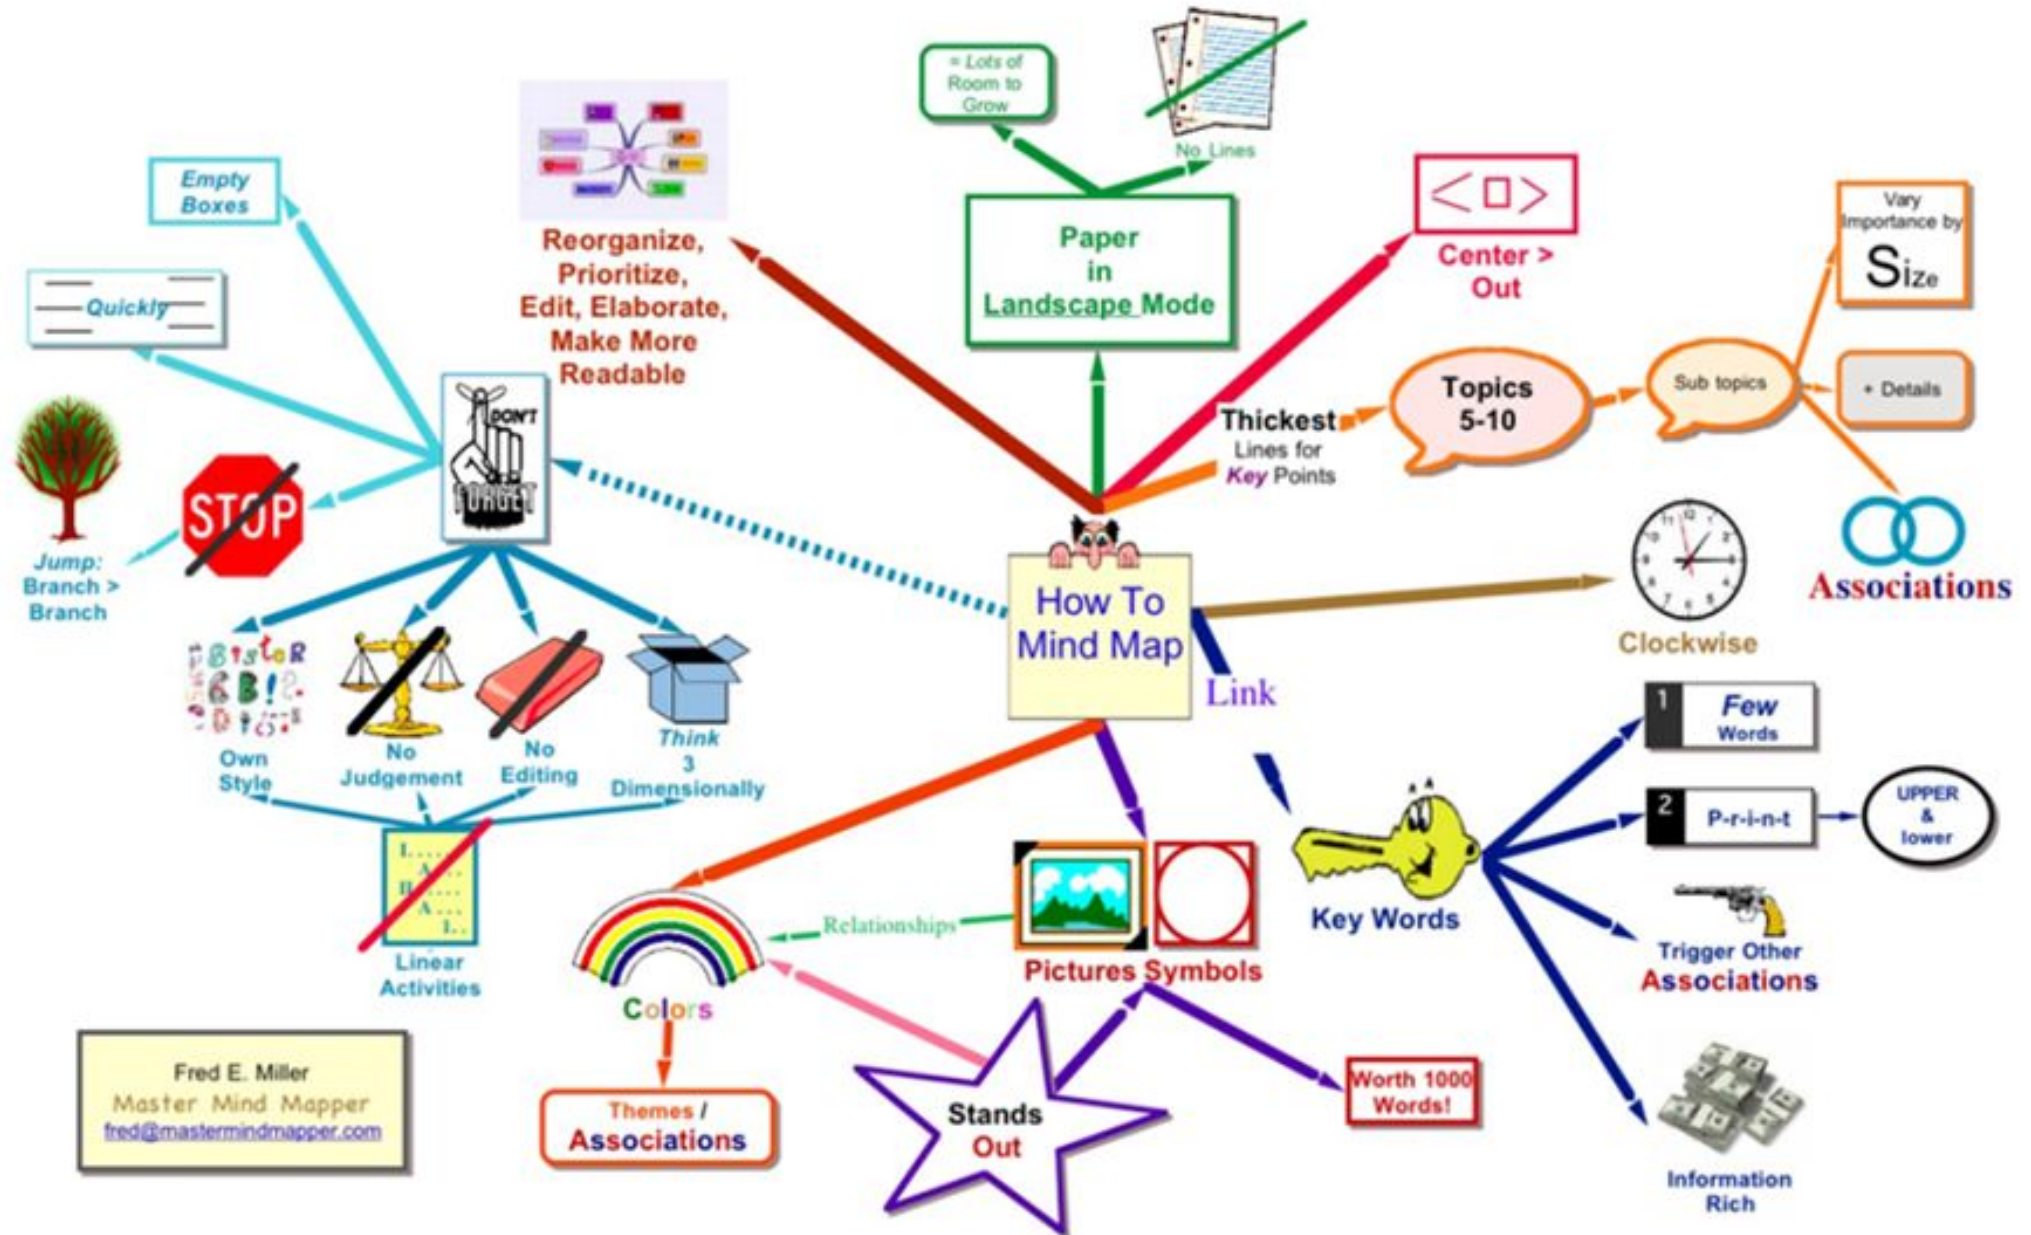 = Lots of
Room to
Grow
No Lines
Paper
in
Landscape Mode
< >
Center >
Out
Thickest
Lines for
Key Points
Topics
5-10
Sub topics
Vary
Importance by
Size
+ Details
Associations
Clockwise
How To
Mind Map
Link
Key Words
1
Few
Words
2
P-r-i-n-t
UPPER
&
lower
Trigger Other
Associations
Information
Rich
Pictures Symbols
Worth 1000
Words!
Stands
Out
Relationships
Colors
Themes /
Associations
Reorganize,
Prioritize,
Edit, Elaborate,
Make More
Readable
DON'T
FORGET
Empty
Boxes
Quickly
STOP
Jump:
Branch >
Branch
Own
Style
No
Judgement
No
Editing
Think
3
Dimensionally
I.....
A....
II.....
A....
I..
Linear
Activities
Fred E. Miller
Master Mind Mapper
fred@mastermindmapper.com